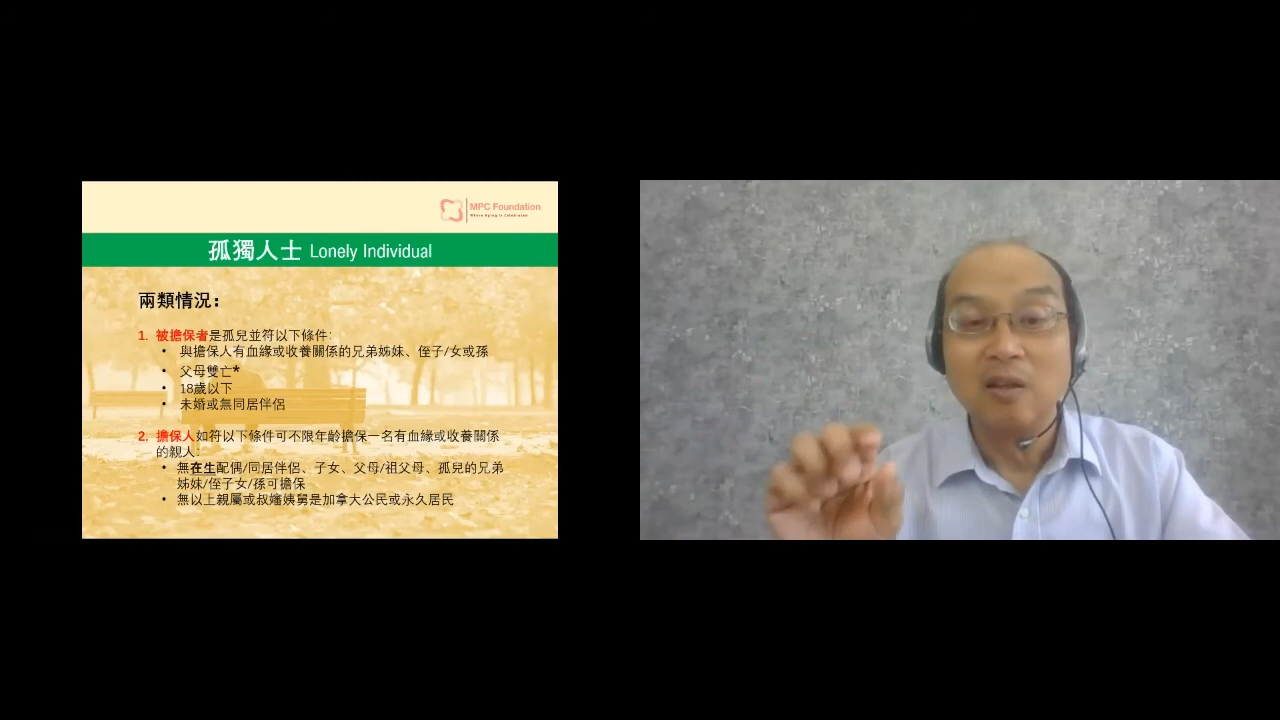 MPC Foundation
Where Aging is Celebrated
孤獨人士 Lonely Individual
兩類情況：
1. 被擔保者是孤兒並符以下條件:
• 與擔保人有血緣或收養關係的兄弟姊妹、侄子/女或孫
• 父母雙亡*
• 18歲以下
• 未婚或無同居伴侶
2. 擔保人如符以下條件可不限年齡擔保一名有血緣或收養關係
的親人:
• 無在生配偶/同居伴侶、子女、父母/祖父母、孤兒的兄弟
姊妹/侄子女/孫可擔保
• 無以上親屬或叔嬸姨舅是加拿大公民或永久居民